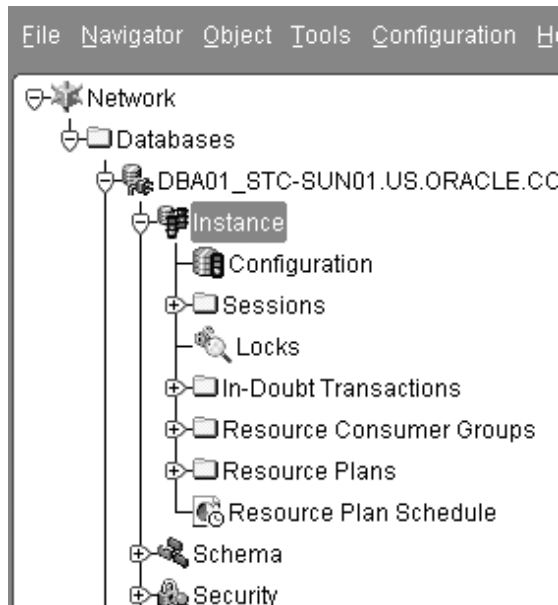 File Navigator Object Tools Configuration
Network
Databases
DBA01_STC-SUN01.US.ORACLE.CO
Instance
Configuration
Sessions
Locks
In-Doubt Transactions
Resource Consumer Groups
Resource Plans
Resource Plan Schedule
Schema
Security